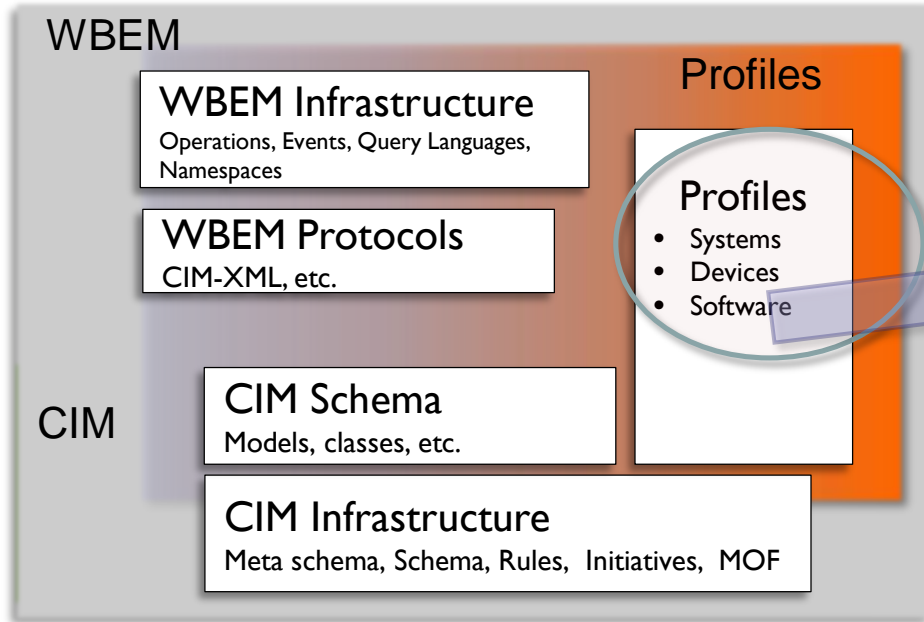 WBEM
WBEM Infrastructure
Operations, Events, Query Languages,
Namespaces
WBEM Protocols
CIM-XML, etc.
Profiles
Profiles
• Systems
• Devices
• Software
CIM
CIM Schema
Models, classes, etc.
CIM Infrastructure
Meta schema, Schema, Rules, Initiatives, MOF